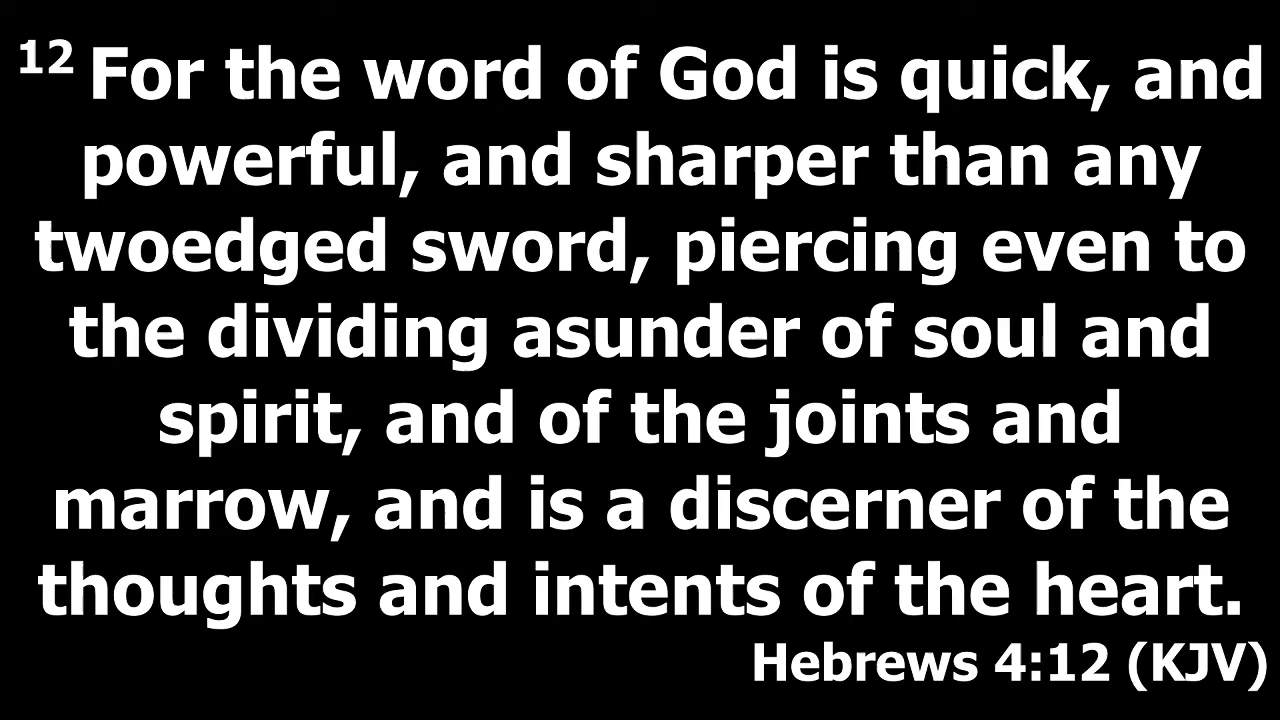 12 For the word of God is quick, and
powerful, and sharper than any
twoedged sword, piercing even to
the dividing asunder of soul and
spirit, and of the joints and
marrow, and is a discerner of the
thoughts and intents of the heart.
Hebrews 4:12 (KJV)